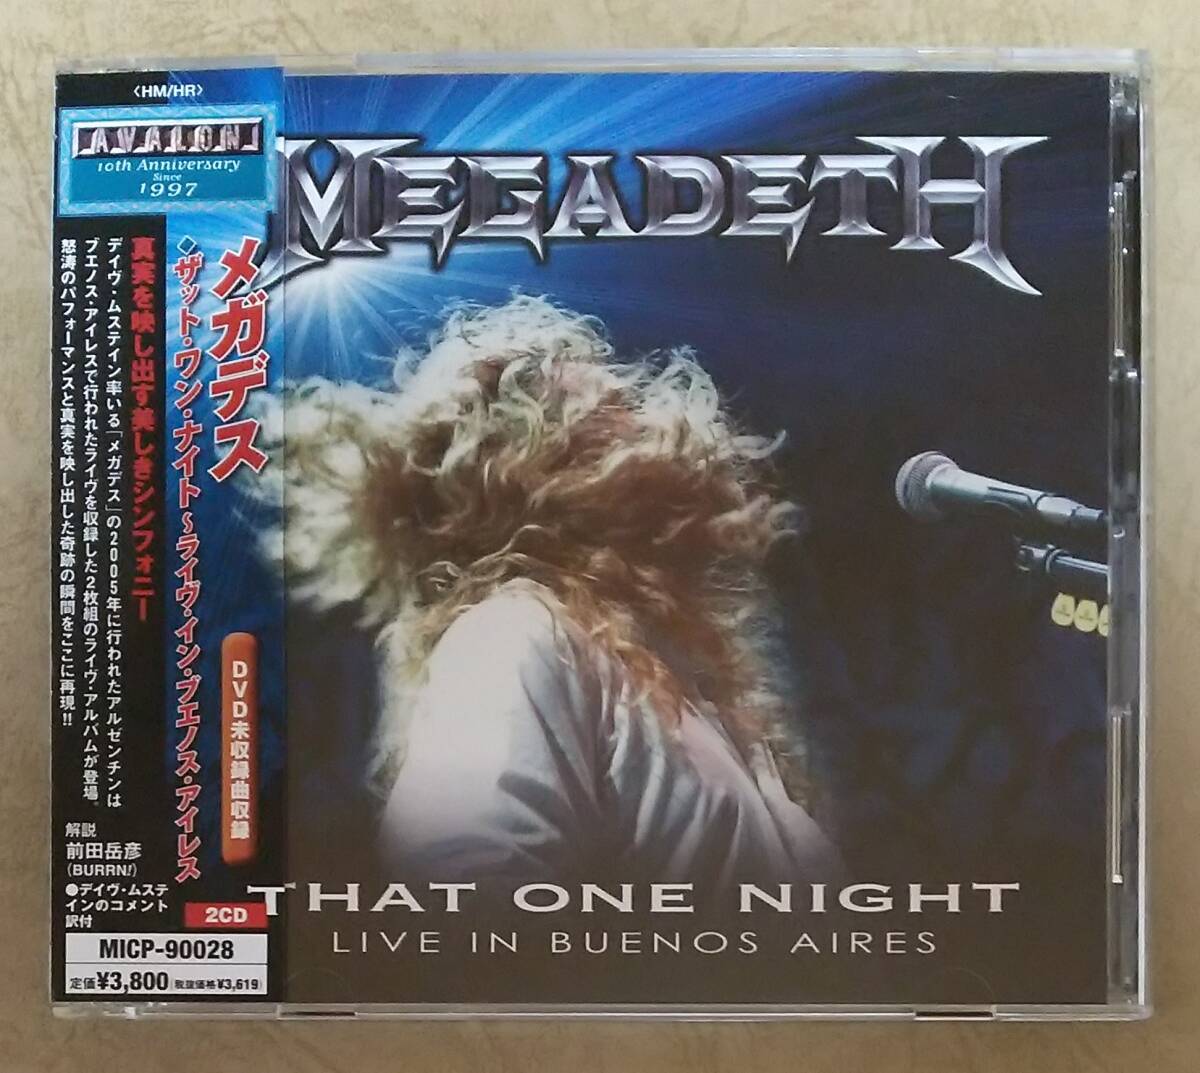 〈HM/HR〉
AVALON
10th Anniversary
Since
1997
メガデス
◆ザット・ワン・ナイト~ライヴ・イン・ブエノス・アイレス
DVD未収録曲収録
真実を映し出す美しきシンフォニー
デイヴ・ムステイン率いる「メガデス」の2005年に行われたアルゼンチンは
ブエノス・アイレスで行われたライヴを収録した2枚組のライヴ・アルバムが登場。
怒濤のパフォーマンスと真実を映し出した奇跡の瞬間をここに再現!!
解説
前田岳彦
(BURRN!)
●デイヴ・ムステ
インのコメント
訳付
2CD
MICP-90028
定価¥3,800(税抜価格¥3,619)
MEGADETH
THAT ONE NIGHT
LIVE IN BUENOS AIRES